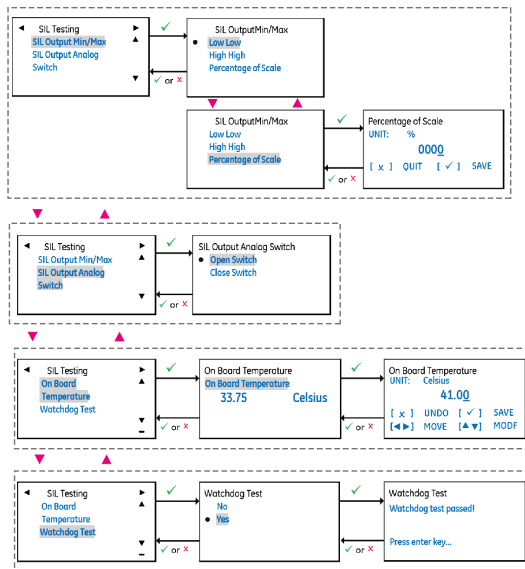 SIL Testing
SIL Output Min/Max
SIL Output Analog
Switch
✓ or x
SIL OutputMin/Max
Low Low
High High
Percentage of Scale
SIL OutputMin/Max
Low Low
High High
Percentage of Scale
✓ or x
Percentage of Scale
UNIT: %
0000
[ x ] QUIT [ ✓ ] SAVE
SIL Testing
SIL Output Min/Max
SIL Output Analog
Switch
✓ or x
SIL Output Analog Switch
Open Switch
Close Switch
SIL Testing
On Board
Temperature
Watchdog Test
✓ or x
On Board Temperature
On Board Temperature
33.75 Celsius
✓ or x
On Board Temperature
UNIT: Celsius
41.00
[ x ] UNDO [ ✓ ] SAVE
[◄►] MOVE [▲▼] MODF
SIL Testing
On Board
Temperature
Watchdog Test
✓ or x
Watchdog Test
No
Yes
✓ or x
Watchdog Test
Watchdog test passed!
Press enter key...